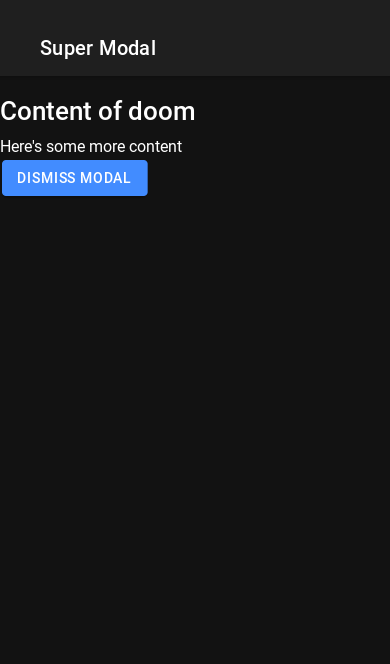 Super Modal
Content of doom
Here's some more content
DISMISS MODAL